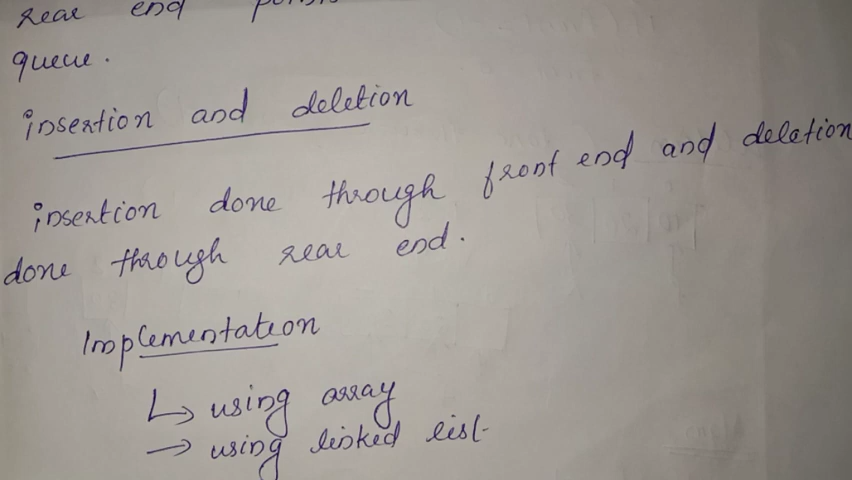 rear end points
queue.
insertion and deletion
insertion done through front end and deletion
done through rear end.
Implementation
↳ using array
→ using linked list